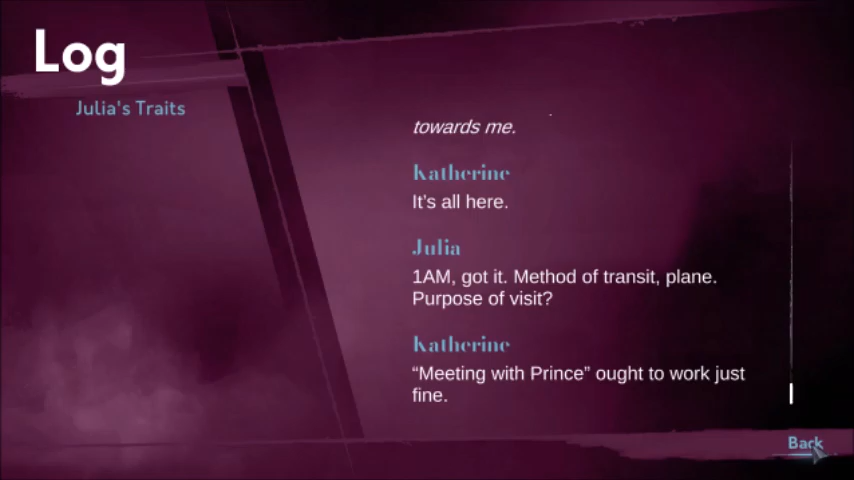 Log
Julia's Traits
towards me.
Katherine
It's all here.
Julia
1AM, got it. Method of transit, plane.
Purpose of visit?
Katherine
“Meeting with Prince” ought to work just
fine.
Back